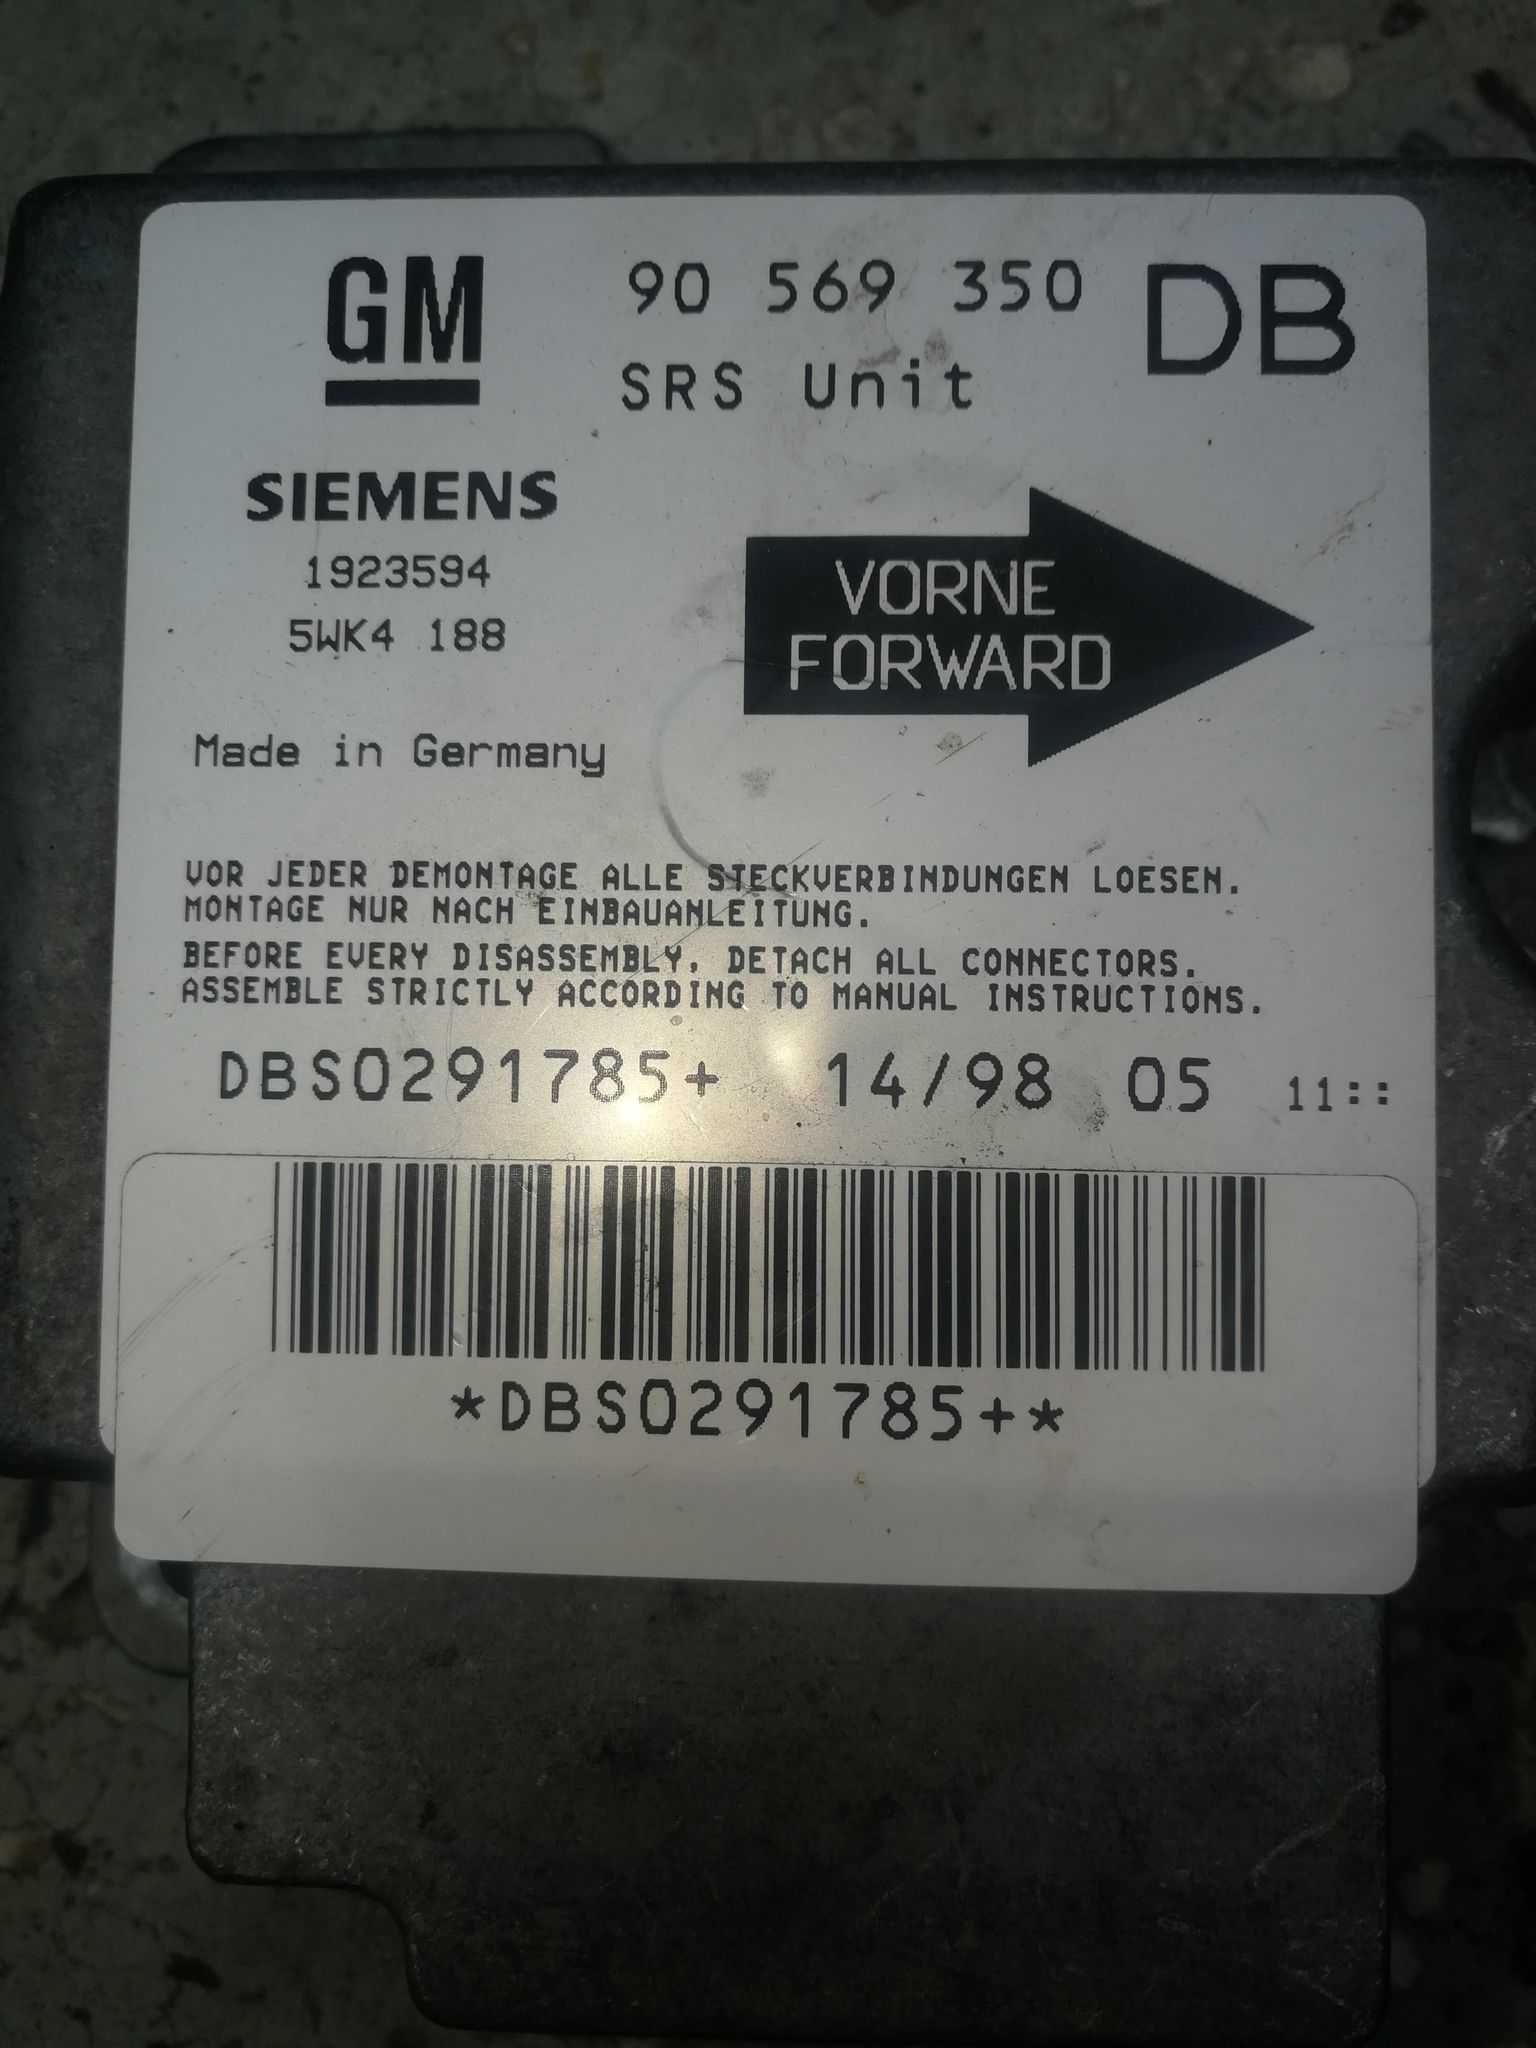 GM 90 569 350 DB
SRS Unit
SIEMENS
1923594
5WK4 188
VORNE
FORWARD
Made in Germany
VOR JEDER DEMONTAGE ALLE STECKVERBINDUNGEN LOESEN.
MONTAGE NUR NACH EINBAUANLEITUNG.
BEFORE EVERY DISASSEMBLY, DETACH ALL CONNECTORS.
ASSEMBLE STRICTLY ACCORDING TO MANUAL INSTRUCTIONS.
DBS0291785+ 14/98 05 11::
*DBS0291785+*